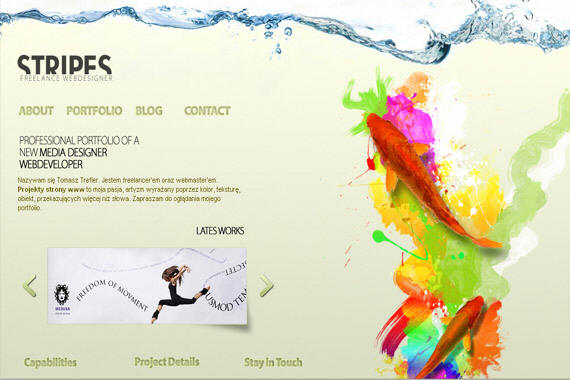 STRIPES
FREELANCE WEBDESIGNER
ABOUT PORTFOLIO BLOG CONTACT
PROFESSIONAL PORTFOLIO OF A
NEW MEDIA DESIGNER
WEBDEVELOPER
Nazywam się Tomasz Trefler. Jestem freelancer'em oraz webmaster'em.
Projekty strony www to moja pasja, artyzm wyrażany poprzez kolor, teksturę,
obiekt, przekazujących więcej niż słowa. Zapraszam do oglądania mojego
portfolio.
LATES WORKS
MEDUSA
FREEDOM OF MOVMENT
USMOD TEM
Capabilities Project Details Stay in Touch